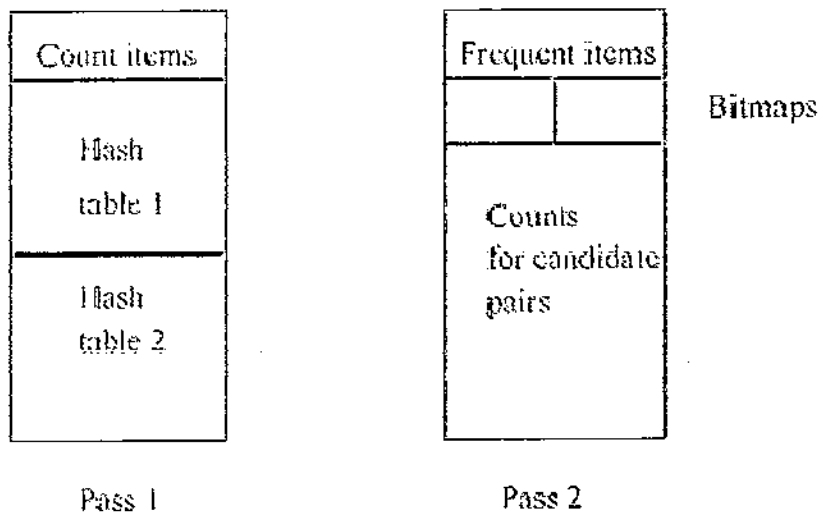 Count items
Hash
table 1
Hash
table 2
Pass 1
Frequent items
Bitmaps
Counts
for candidate
pairs
Pass 2